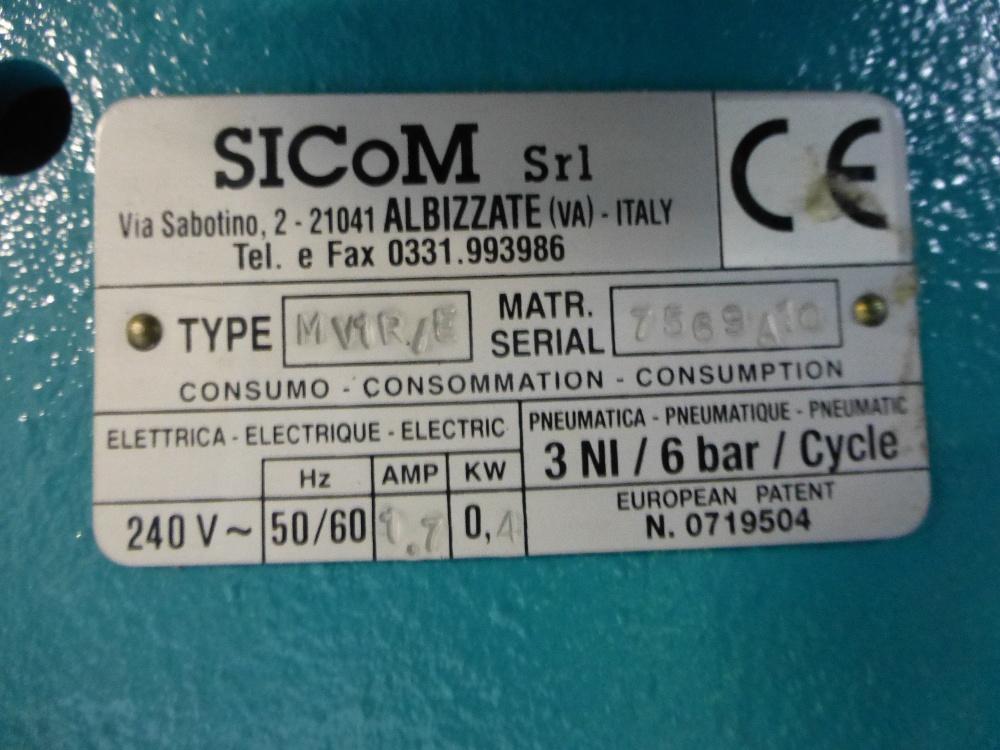 SICoM Srl
Via Sabotino, 2 - 21041 ALBIZZATE (VA) - ITALY
Tel. e Fax 0331.993986
CE
TYPE
MATR.
SERIAL
CONSUMO - CONSOMMATION - CONSUMPTION
ELETTRICA - ELECTRIQUE - ELECTRIC
Hz AMP KW
240 V ~ 50/60 0,4
PNEUMATICA - PNEUMATIQUE - PNEUMATIC
3 NI / 6 bar / Cycle
EUROPEAN PATENT
N. 0719504